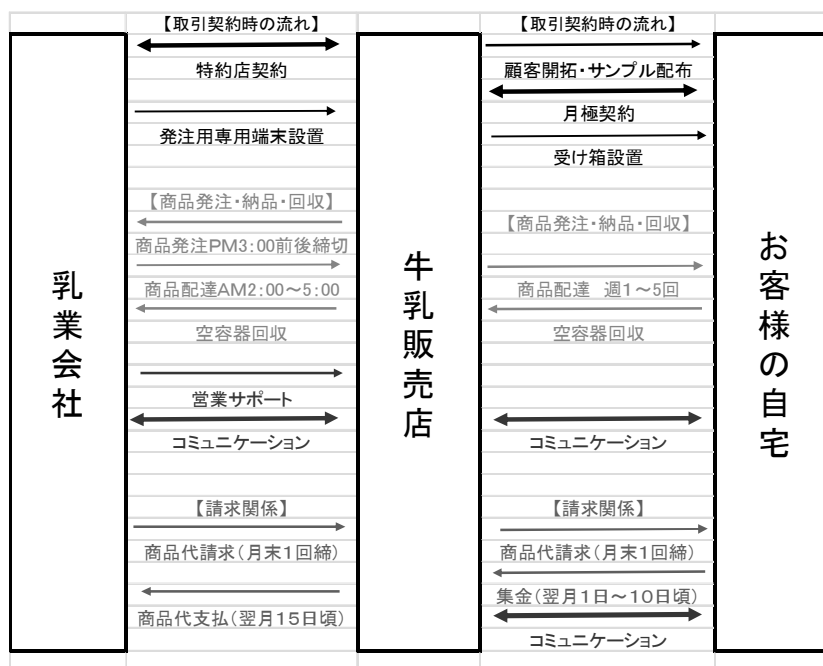 乳業会社
【取引契約時の流れ】
特約店契約
発注用専用端末設置
【商品発注・納品・回収】
商品発注PM3:00前後締切
商品配達AM2:00～5:00
空容器回収
営業サポート
コミュニケーション
【請求関係】
商品代請求(月末1回締)
商品代支払(翌月15日頃)
牛乳販売店
【取引契約時の流れ】
顧客開拓・サンプル配布
月極契約
受け箱設置
【商品発注・納品・回収】
商品配達　週1～5回
空容器回収
コミュニケーション
【請求関係】
商品代請求(月末1回締)
集金(翌月1日～10日頃)
コミュニケーション
お客様の自宅